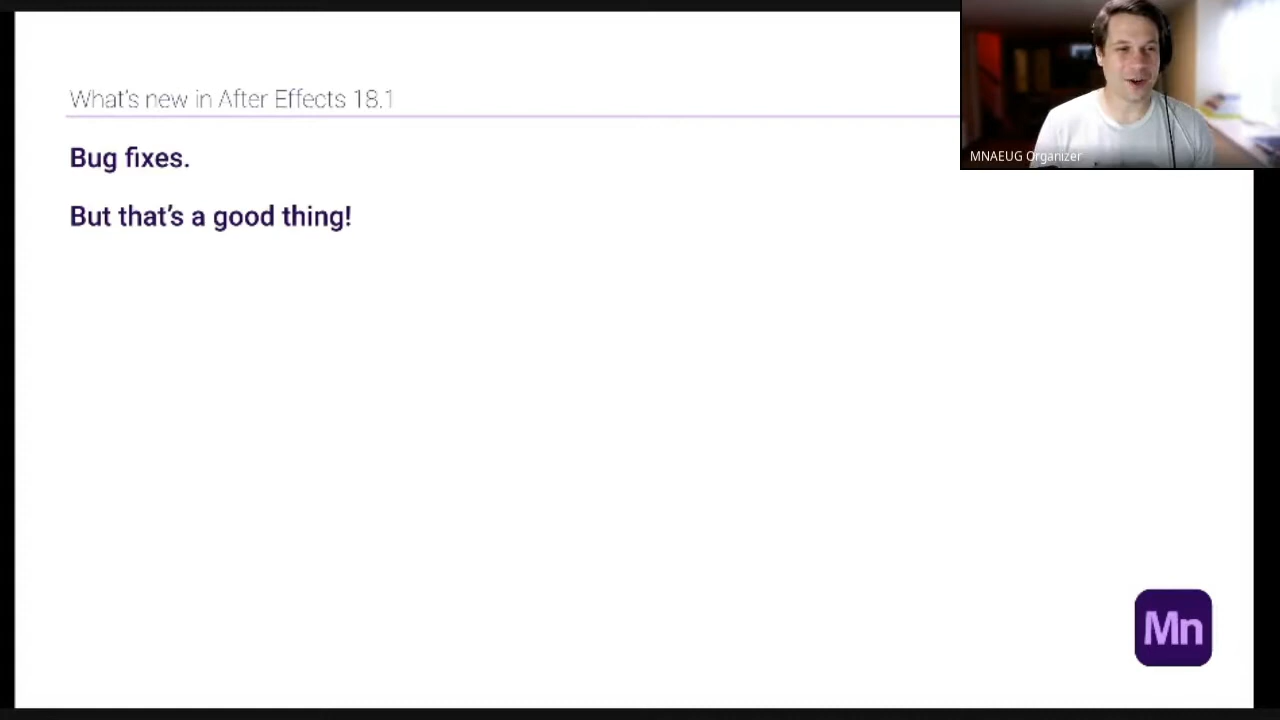 What's new in After Effects 18.1
Bug fixes.
But that's a good thing!
MNAEUG Organizer
Mn